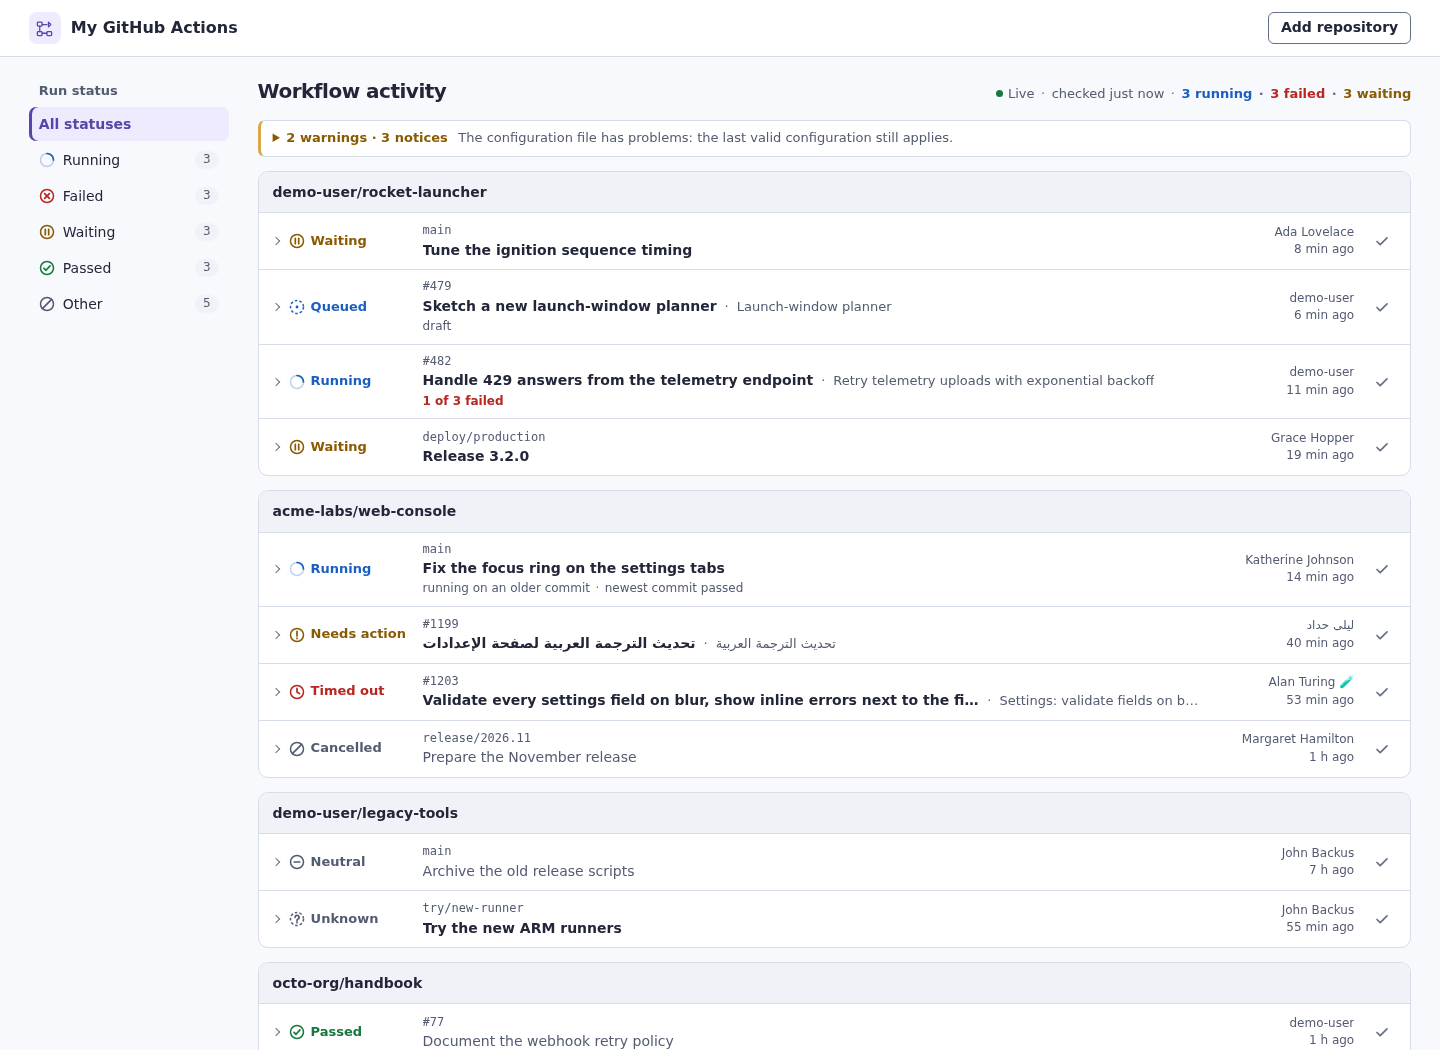 My GitHub Actions
Add repository
Run status
All statuses
Running 3
Failed 3
Waiting 3
Passed 3
Other 5
Workflow activity
Live · checked just now · 3 running · 3 failed · 3 waiting
2 warnings · 3 notices The configuration file has problems: the last valid configuration still applies.
demo-user/rocket-launcher
Waiting
main
Tune the ignition sequence timing
Ada Lovelace
8 min ago
Queued
#479
Sketch a new launch-window planner · Launch-window planner
draft
demo-user
6 min ago
Running
#482
Handle 429 answers from the telemetry endpoint · Retry telemetry uploads with exponential backoff
1 of 3 failed
demo-user
11 min ago
Waiting
deploy/production
Release 3.2.0
Grace Hopper
19 min ago
acme-labs/web-console
Running
main
Fix the focus ring on the settings tabs
running on an older commit · newest commit passed
Katherine Johnson
14 min ago
Needs action
#1199
تحديث الترجمة العربية لصفحة الإعدادات · تحديث الترجمة العربية
ليلى حداد
40 min ago
Timed out
#1203
Validate every settings field on blur, show inline errors next to the fi… · Settings: validate fields on b…
Alan Turing 🧪
53 min ago
Cancelled
release/2026.11
Prepare the November release
Margaret Hamilton
1 h ago
demo-user/legacy-tools
Neutral
main
Archive the old release scripts
John Backus
7 h ago
Unknown
try/new-runner
Try the new ARM runners
John Backus
55 min ago
octo-org/handbook
Passed
#77
Document the webhook retry policy
demo-user
1 h ago